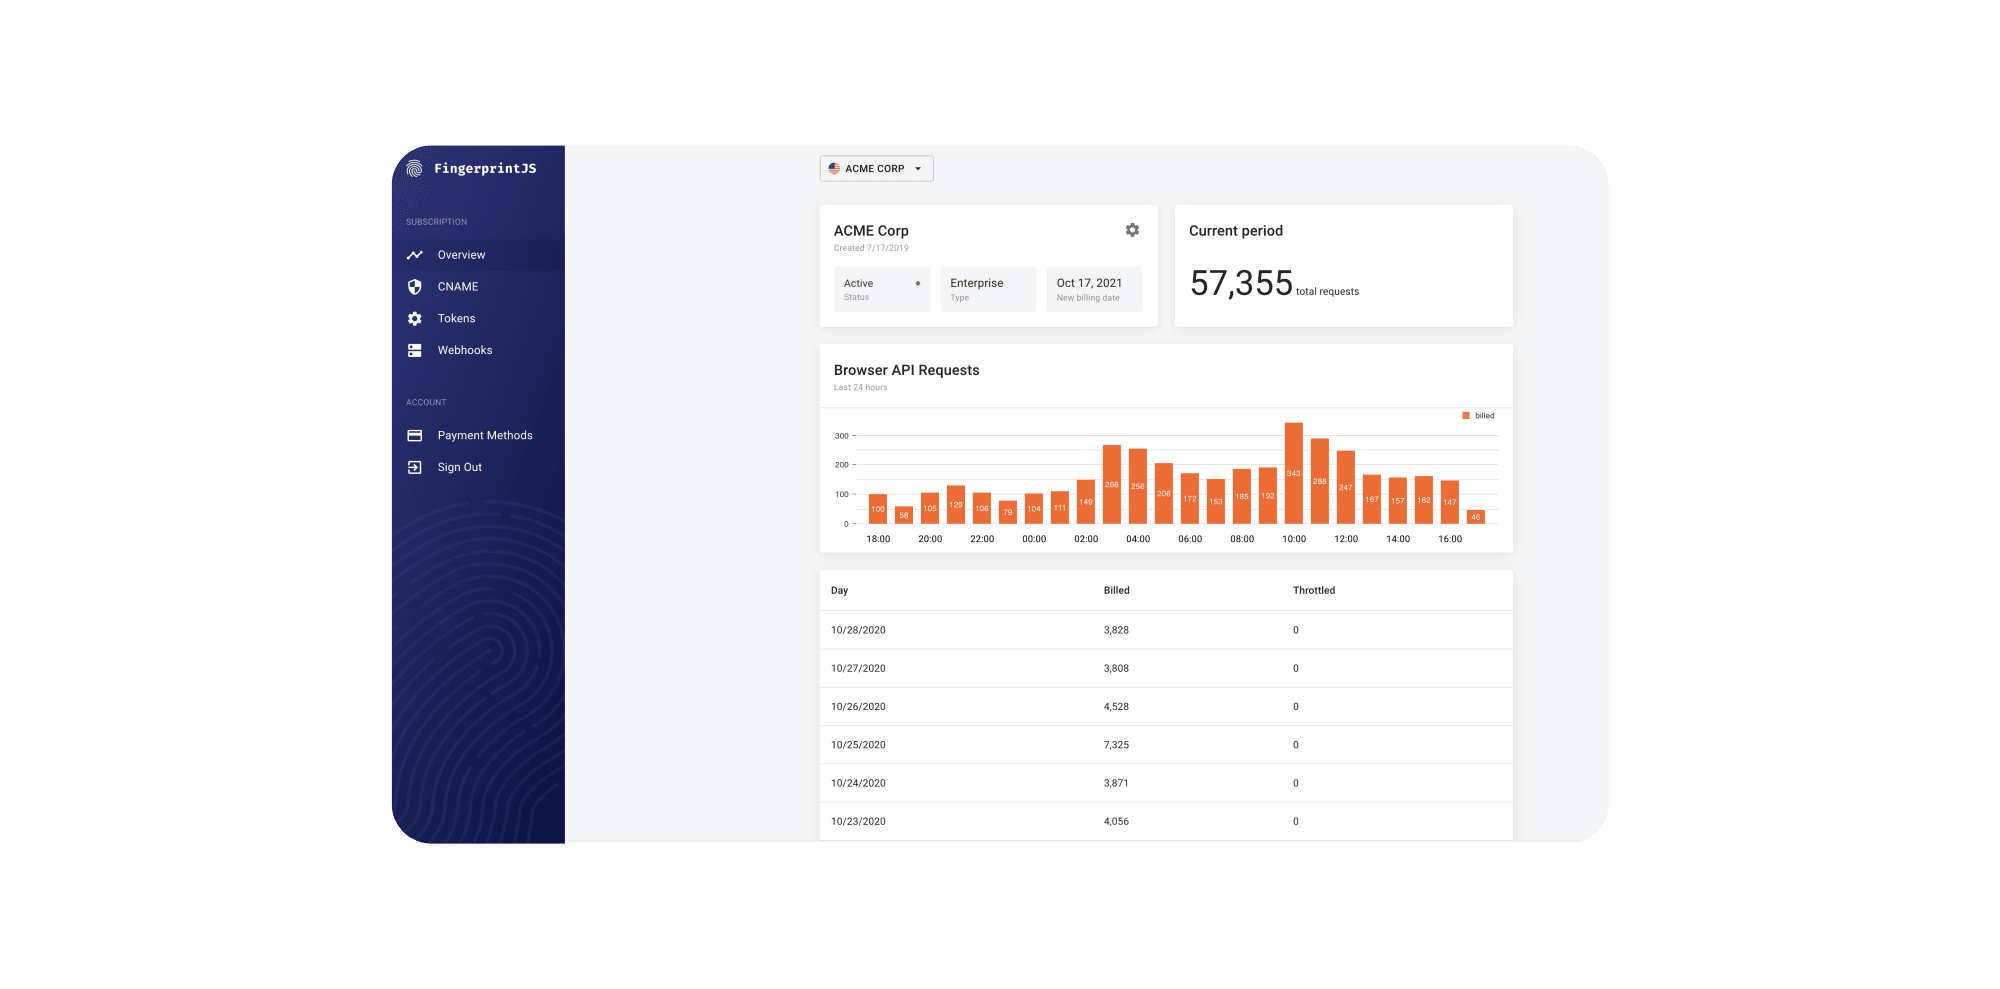 FingerprintJS
SUBSCRIPTION
Overview
CNAME
Tokens
Webhooks
ACCOUNT
Payment Methods
Sign Out
ACME CORP
ACME Corp
Created 7/17/2019
Active
Status
Enterprise
Type
Oct 17, 2021
New billing date
Current period
57,355 total requests
Browser API Requests
Last 24 hours
billed
300
200
100
0
100 58 105 129 106 79 104 111 149 266 256 206 172 153 185 192 343 288 247 167 157 162 147 46
18:00 20:00 22:00 00:00 02:00 04:00 06:00 08:00 10:00 12:00 14:00 16:00
Day Billed Throttled
10/28/2020 3,828 0
10/27/2020 3,808 0
10/26/2020 4,528 0
10/25/2020 7,325 0
10/24/2020 3,871 0
10/23/2020 4,056 0